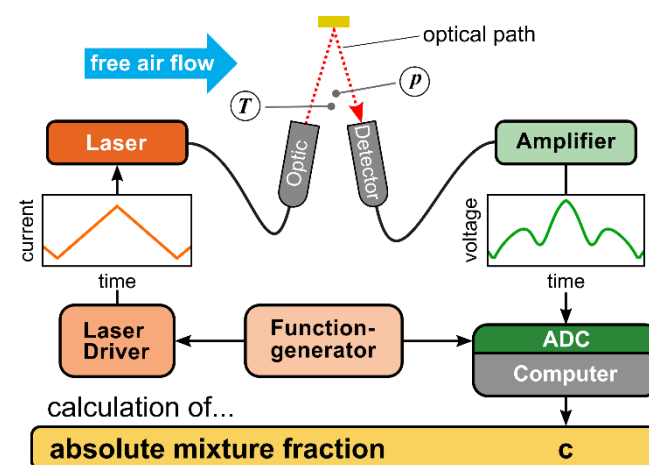 optical path
free air flow
p
T
Laser
Optic
Detector
Amplifier
current
voltage
time
time
Laser
Driver
Function-
generator
ADC
Computer
calculation of...
absolute mixture fraction c